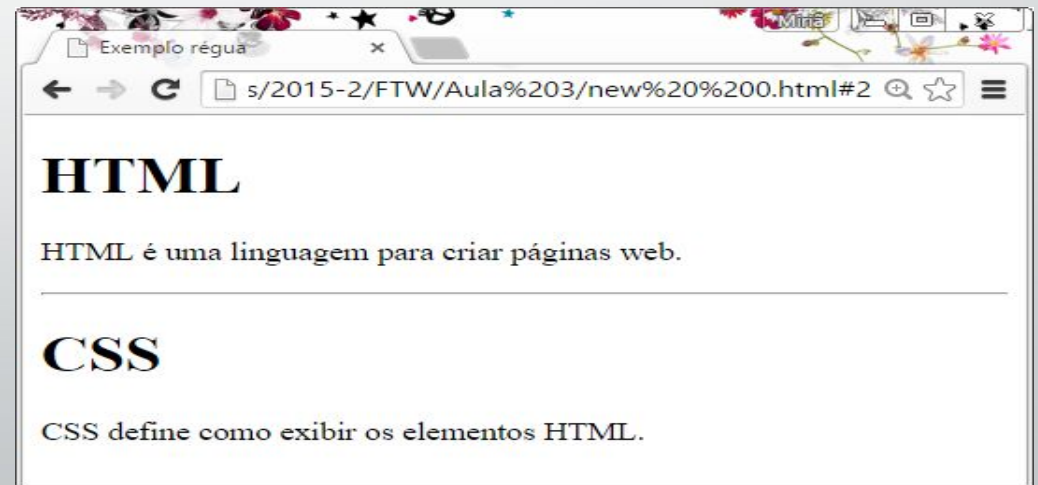 Miriã
Exemplo régua
s/2015-2/FTW/Aula%203/new%20%200.html#2
HTML
HTML é uma linguagem para criar páginas web.
CSS
CSS define como exibir os elementos HTML.